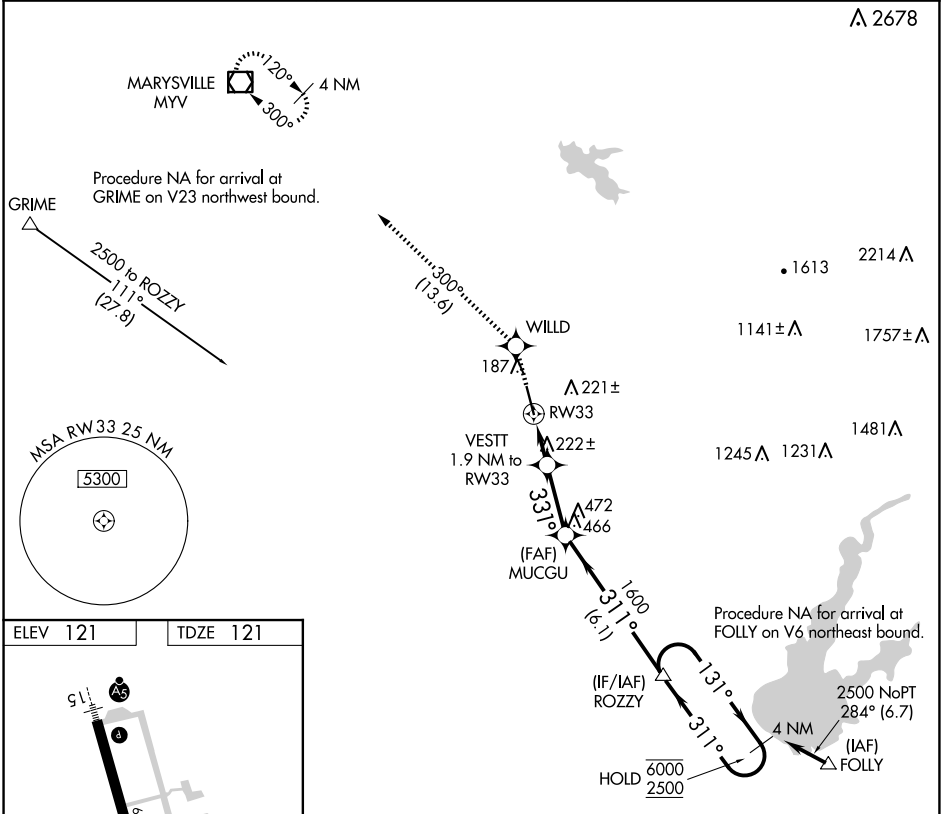 2678
MARYSVILLE
MYV
120°
4 NM
300°
Procedure NA for arrival at
GRIME on V23 northwest bound.
GRIME
2500 to ROZZY
111°
(27.8)
300°
(13.6)
1613
2214
1141±
1757±
WILLD
187
221±
RW33
MSA RW33 25 NM
5300
VESTT
1.9 NM to
RW33
222±
1481
1245
1231
331°
472
466
(FAF)
MUCGU
1600
311°
(6.1)
Procedure NA for arrival at
FOLLY on V6 northeast bound.
ELEV 121
TDZE 121
15
A5
P
6
(IF/IAF)
ROZZY
131°
311°
4 NM
2500 NoPT
284° (6.7)
(IAF)
FOLLY
HOLD 6000
2500